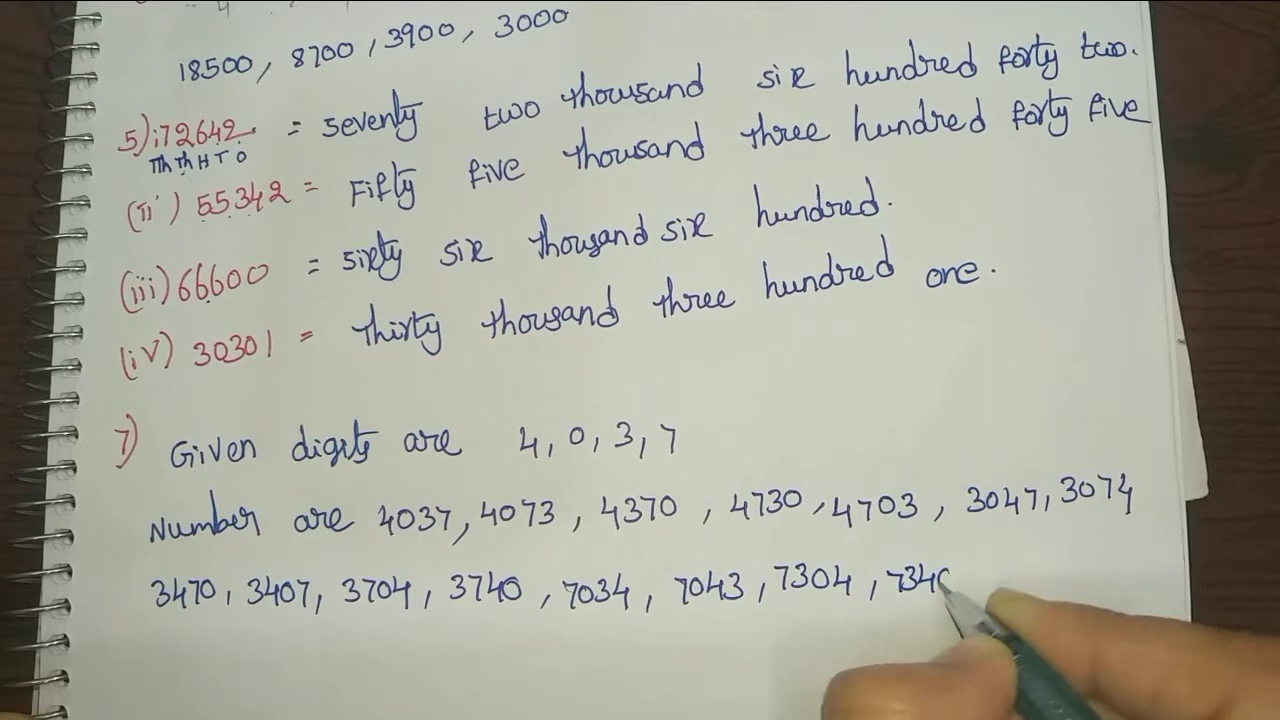 18500, 8700, 3900, 3000
5) i72642 = seventy two thousand six hundred forty two.
TTh Th H T O
(ii) 55342 = Fifty five thousand three hundred forty five
(iii) 66600 = sixty six thousand six hundred.
(iv) 30301 = Thirty thousand three hundred one.
7) Given digits are 4, 0, 3, 7
Number are 4037, 4073, 4370, 4730, 4703, 3047, 3074
3470, 3407, 3704, 3740, 7034, 7043, 7304, 7340